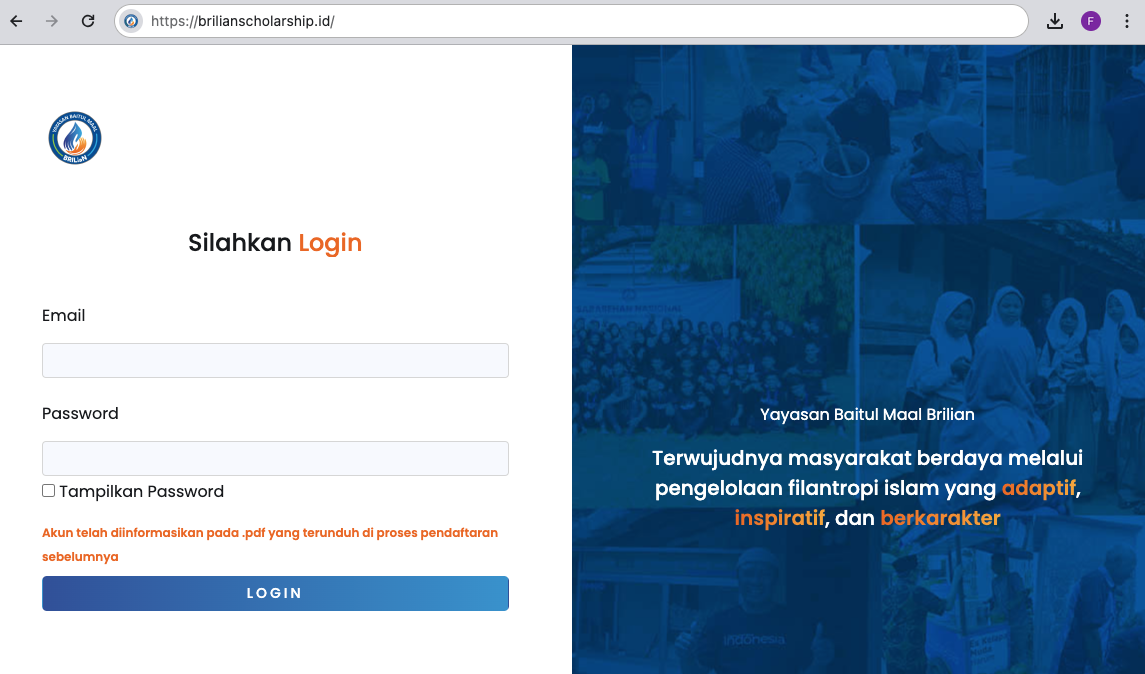 https://brilianscholarship.id/
F
YAYASAN BAITUL MAAL
BRILiaN
Silahkan Login
Email
Password
Tampilkan Password
Akun telah diinformasikan pada .pdf yang terunduh di proses pendaftaran
sebelumnya
LOGIN
Yayasan Baitul Maal Brilian
Terwujudnya masyarakat berdaya melalui
pengelolaan filantropi islam yang adaptif,
inspiratif, dan berkarakter
Indonesia